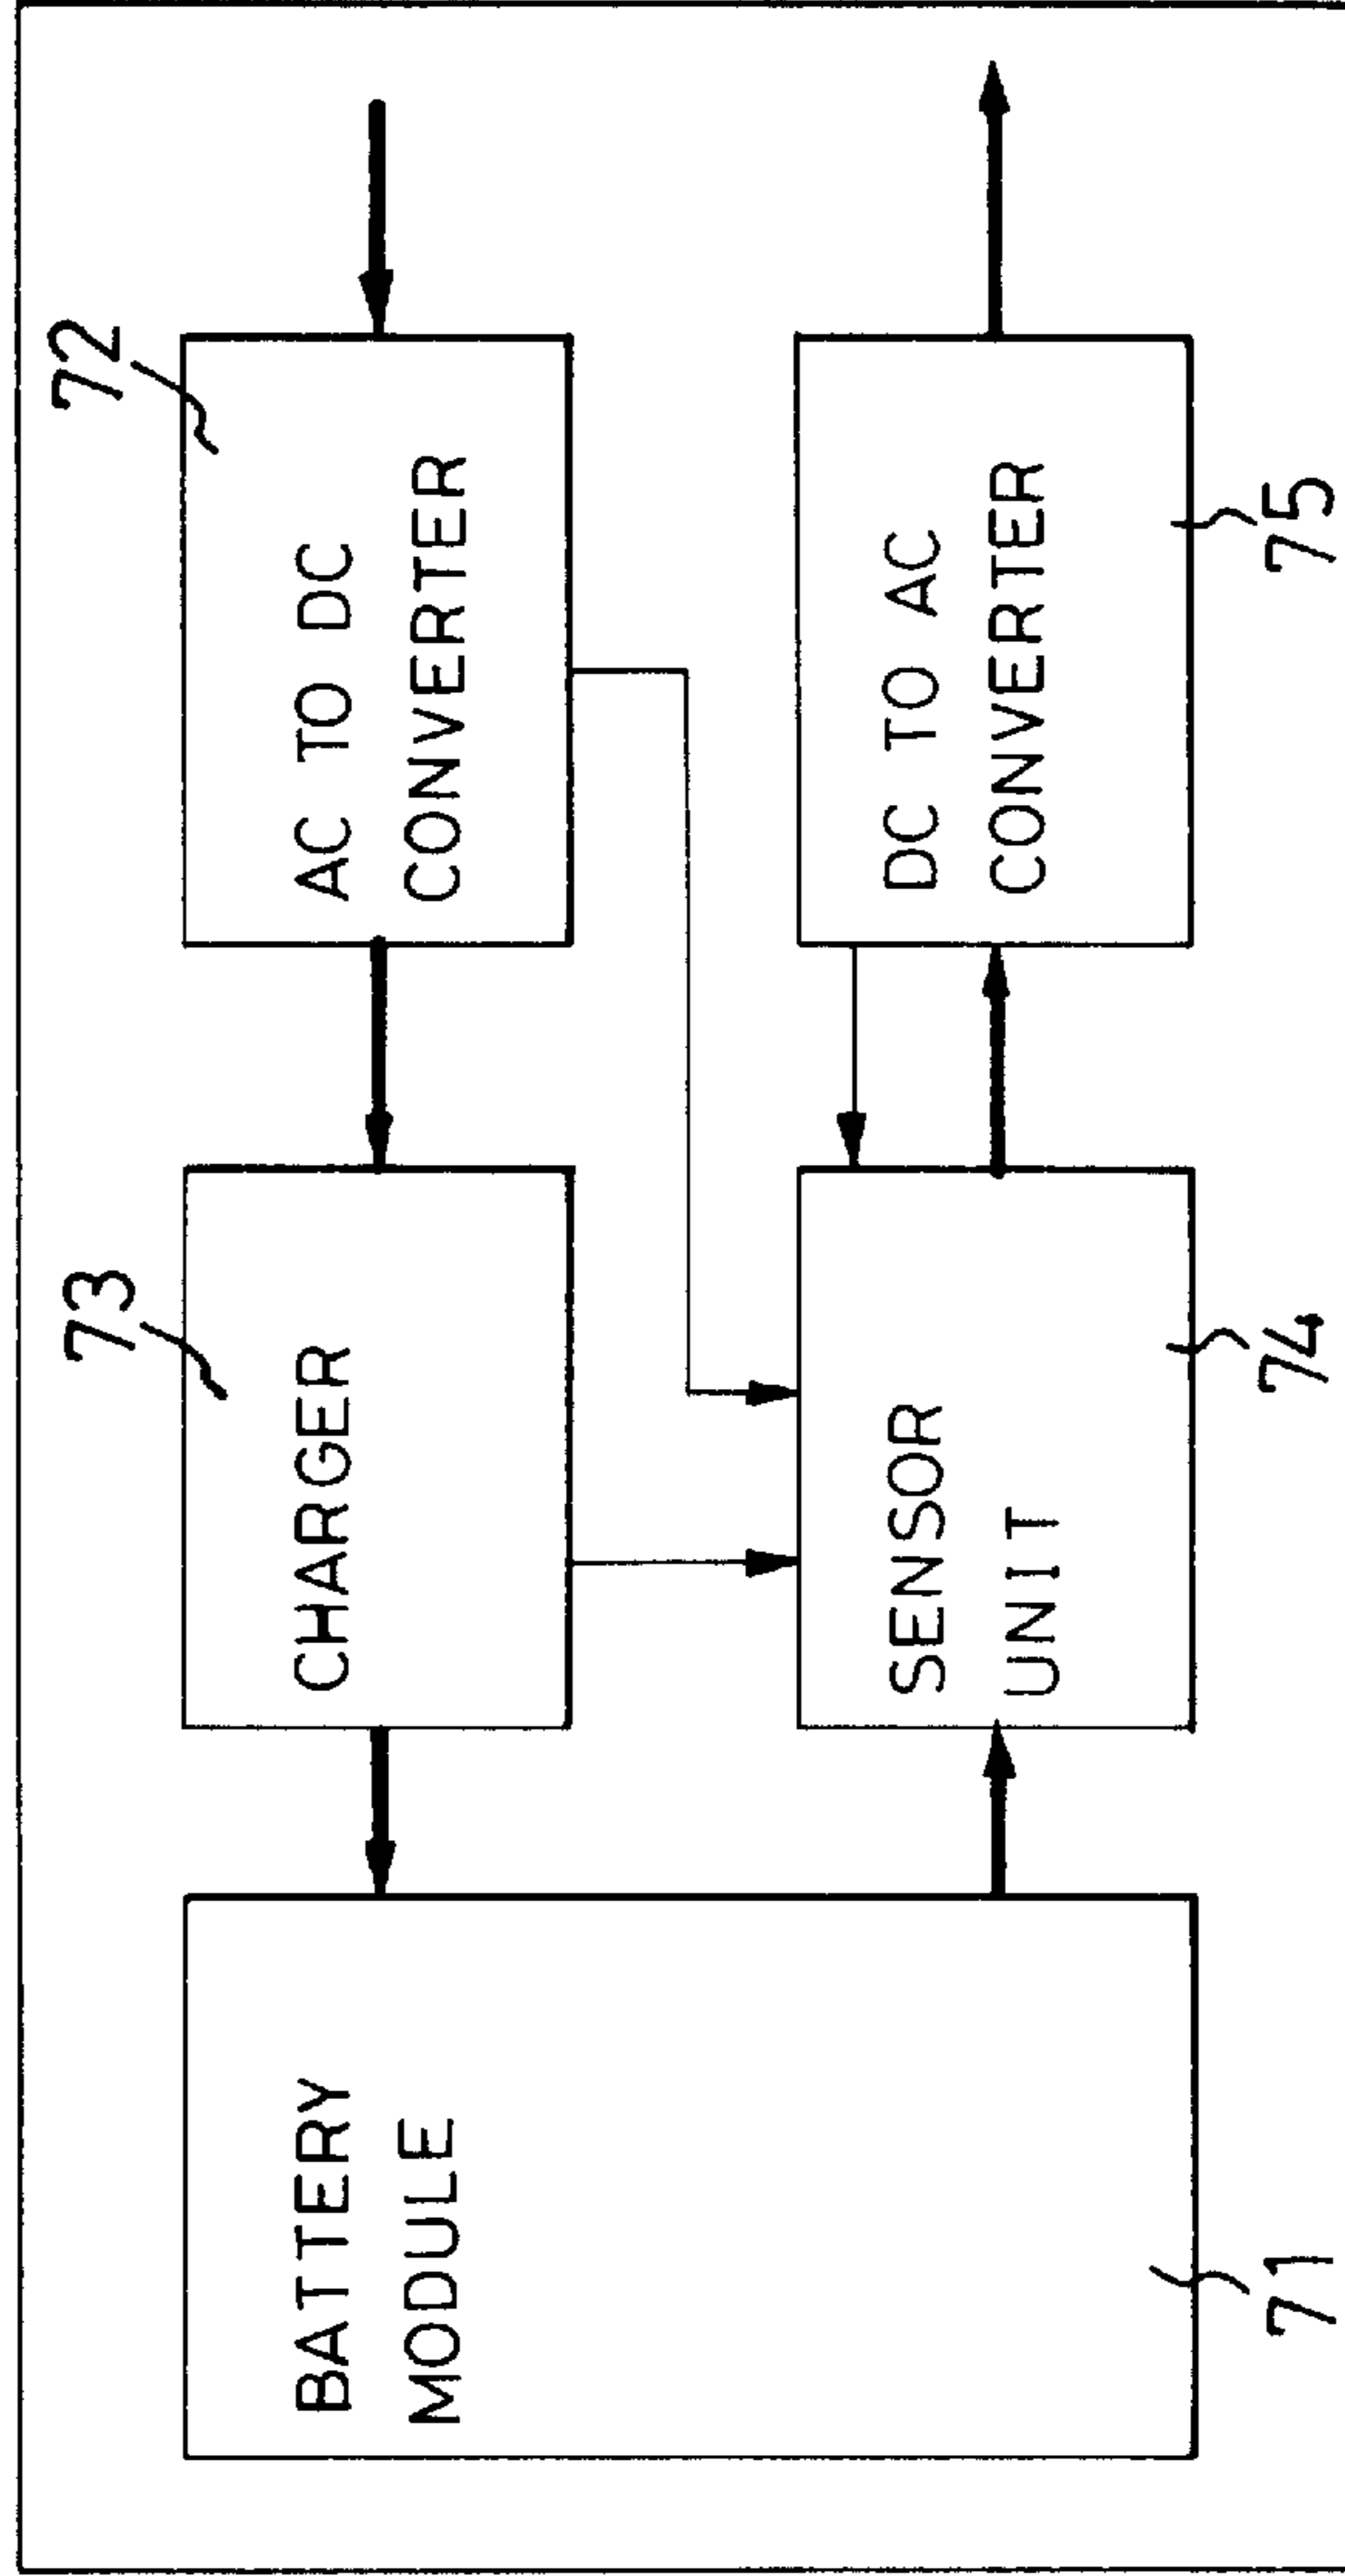 BATTERY
MODULE
71
CHARGER
73
AC TO DC
CONVERTER
72
SENSOR
UNIT
74
DC TO AC
CONVERTER
75